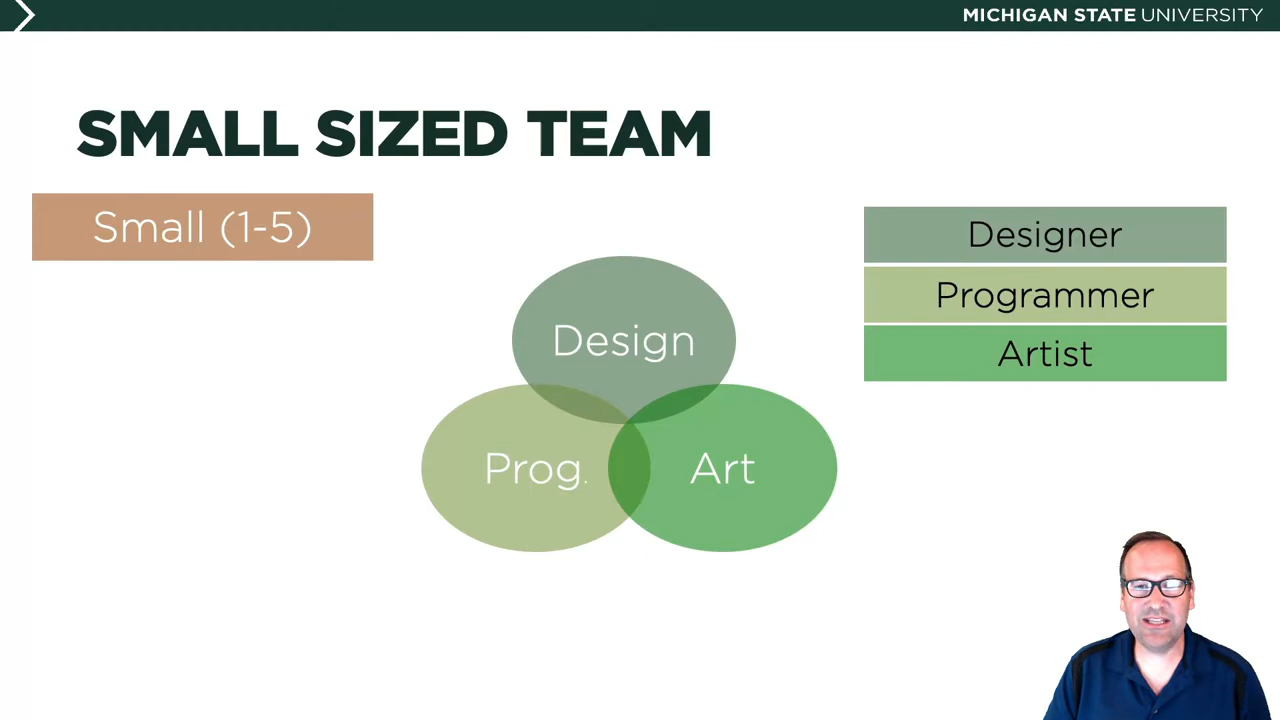 MICHIGAN STATE UNIVERSITY
SMALL SIZED TEAM
Small (1-5)
Designer
Programmer
Artist
Design
Prog.
Art